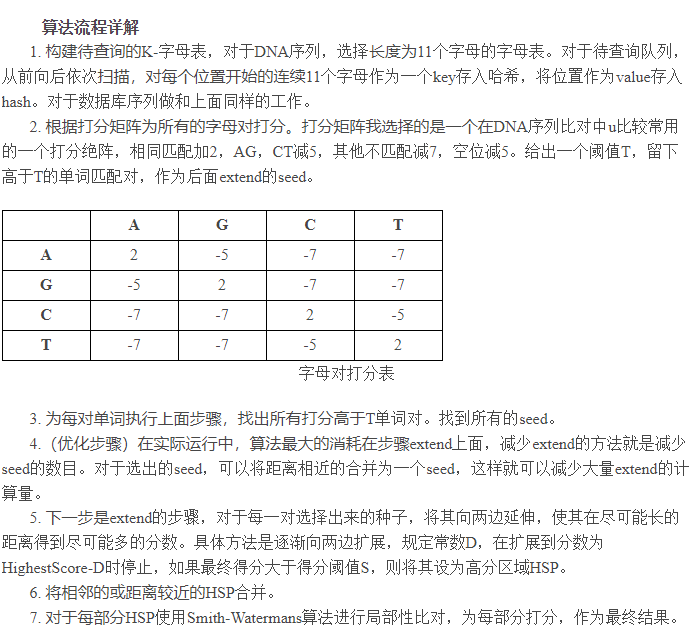 算法流程详解
1. 构建待查询的K-字母表，对于DNA序列，选择长度为11个字母的字母表。对于待查询队列，
从前向后依次扫描，对每个位置开始的连续11个字母作为一个key存入哈希，将位置作为value存入
hash。对于数据库序列做和上面同样的工作。
2. 根据打分矩阵为所有的字母对打分。打分矩阵我选择的是一个在DNA序列比对中u比较常用
的一个打分绝阵，相同匹配加2，AG，CT减5，其他不匹配减7，空位减5。给出一个阈值T，留下
高于T的单词匹配对，作为后面extend的seed。
A G C T
A 2 -5 -7 -7
G -5 2 -7 -7
C -7 -7 2 -5
T -7 -7 -5 2
字母对打分表
3. 为每对单词执行上面步骤，找出所有打分高于T单词对。找到所有的seed。
4.（优化步骤）在实际运行中，算法最大的消耗在步骤extend上面，减少extend的方法就是减少
seed的数目。对于选出的seed，可以将距离相近的合并为一个seed，这样就可以减少大量extend的计
算量。
5. 下一步是extend的步骤，对于每一对选择出来的种子，将其向两边延伸，使其在尽可能长的
距离得到尽可能多的分数。具体方法是逐渐向两边扩展，规定常数D，在扩展到分数为
HighestScore-D时停止，如果最终得分大于得分阈值S，则将其设为高分区域HSP。
6. 将相邻的或距离较近的HSP合并。
7. 对于每部分HSP使用Smith-Watermans算法进行局部性比对，为每部分打分，作为最终结果。